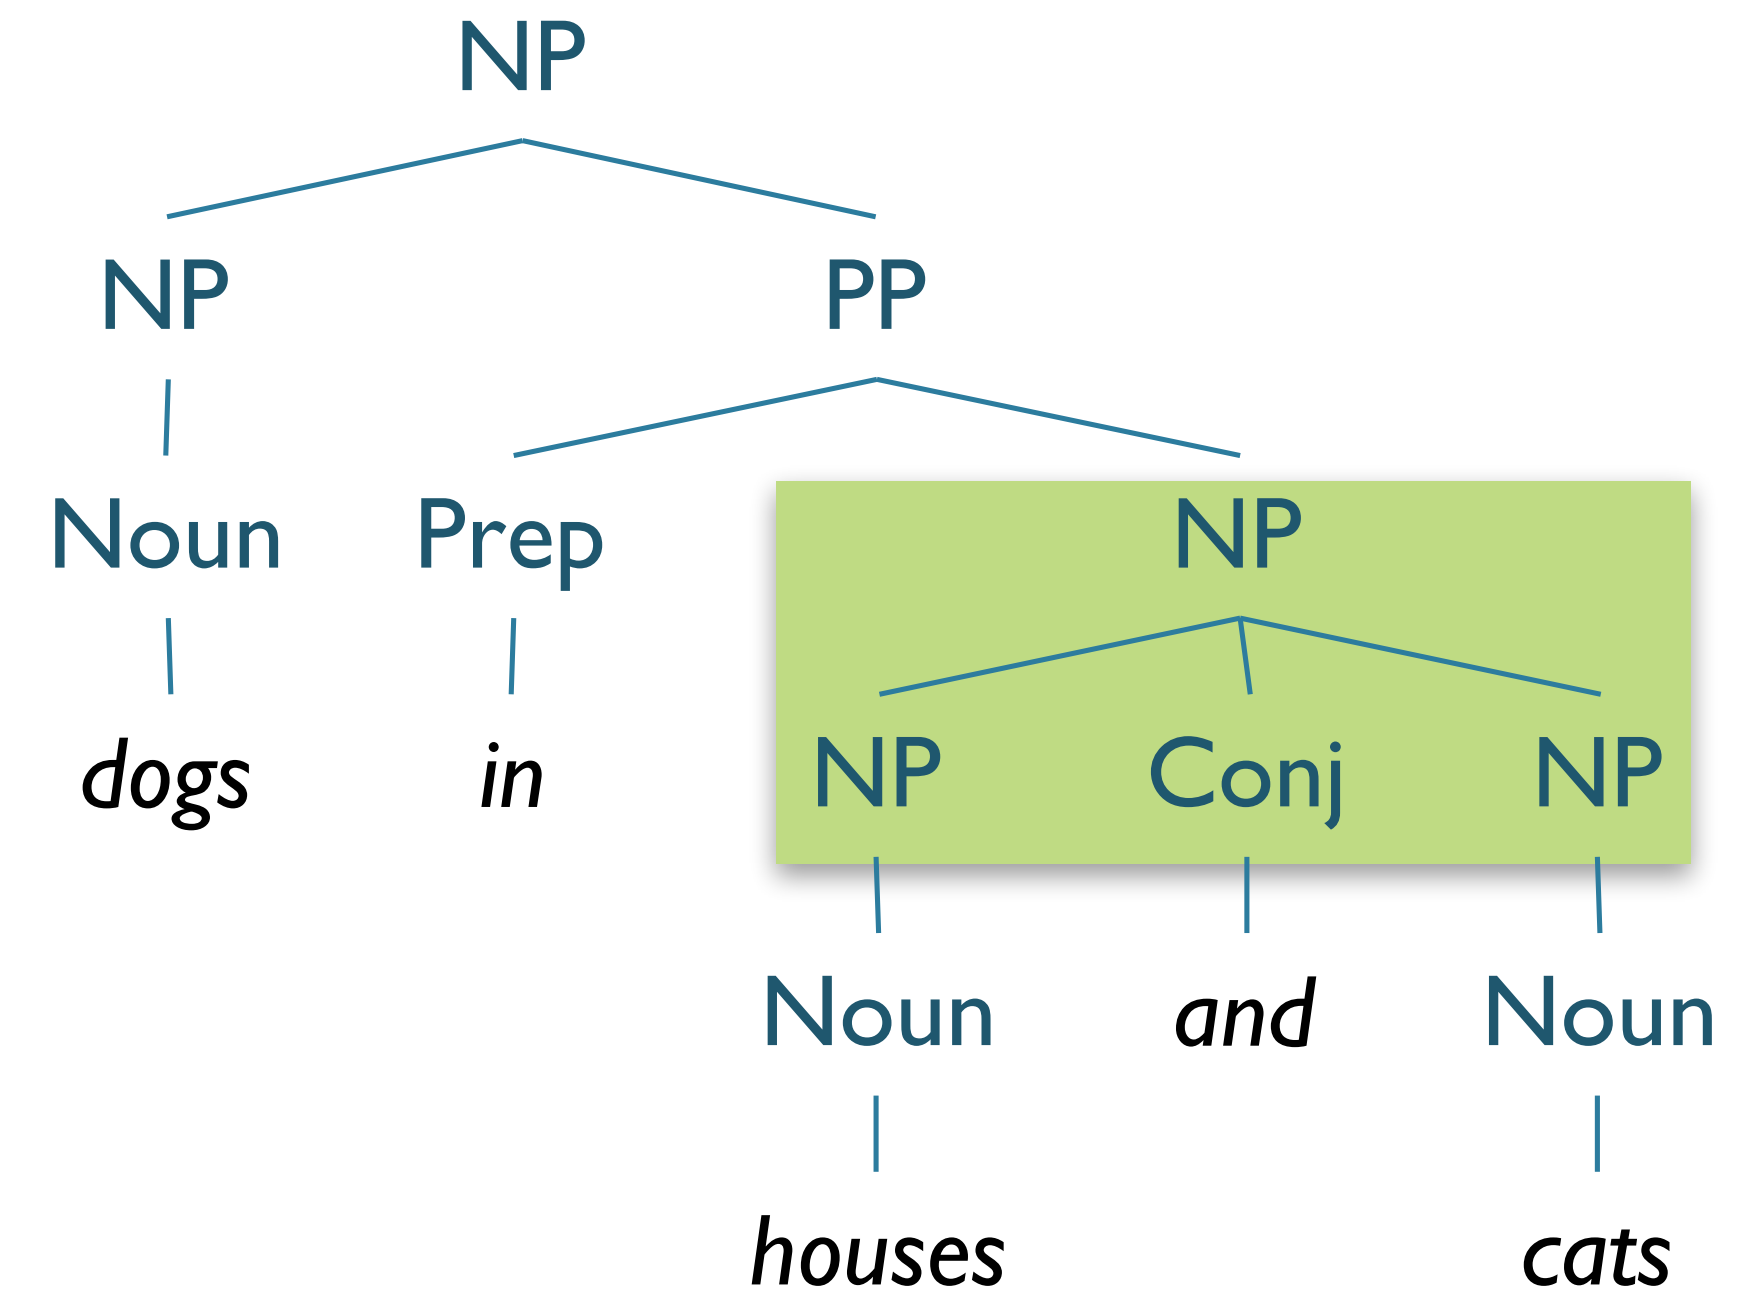 NP
NP PP
Noun Prep NP
dogs in NP Conj NP
Noun and Noun
houses cats